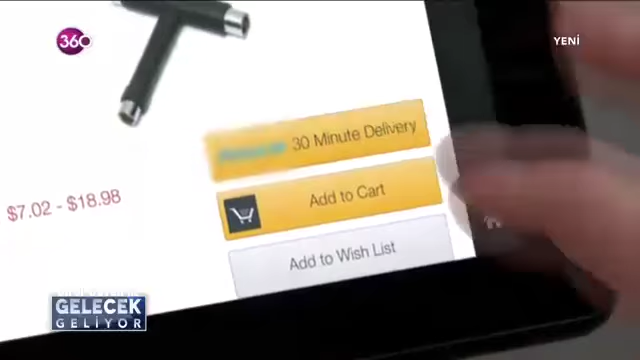 360
YENİ
30 Minute Delivery
Add to Cart
$7.02 - $18.98
Add to Wish List
GELECEK
GELİYOR